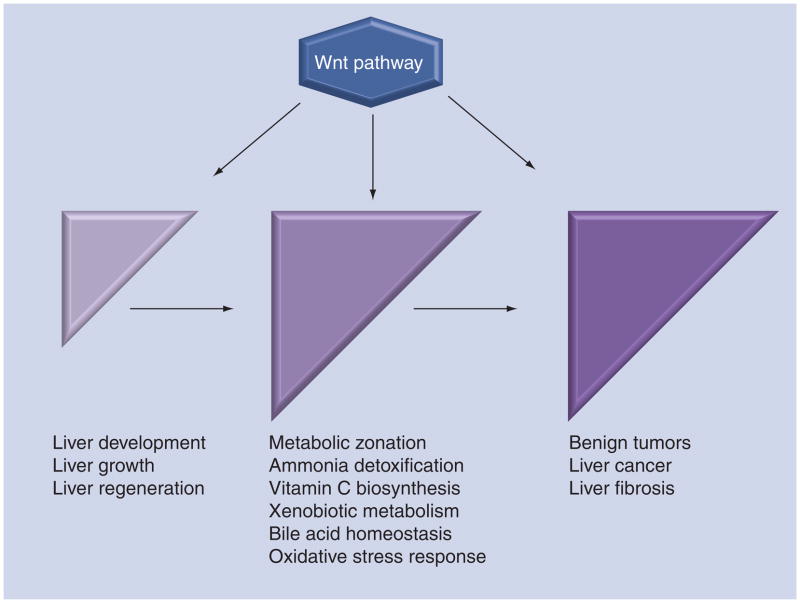 Wnt pathway
Liver development
Liver growth
Liver regeneration
Metabolic zonation
Ammonia detoxification
Vitamin C biosynthesis
Xenobiotic metabolism
Bile acid homeostasis
Oxidative stress response
Benign tumors
Liver cancer
Liver fibrosis